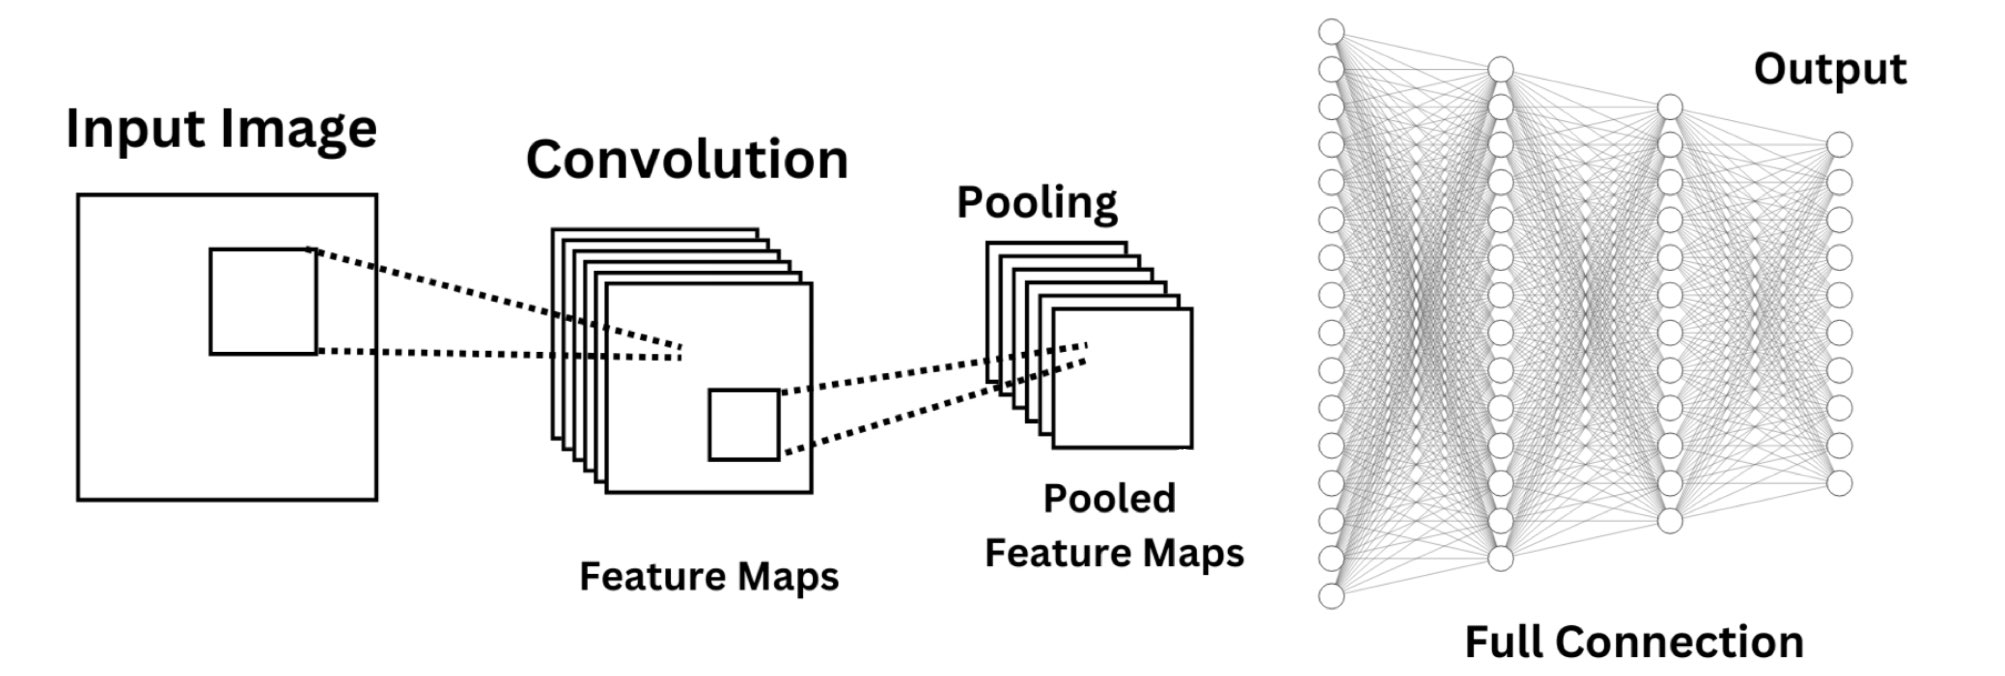 Input Image
Convolution
Feature Maps
Pooling
Pooled
Feature Maps
Output
Full Connection